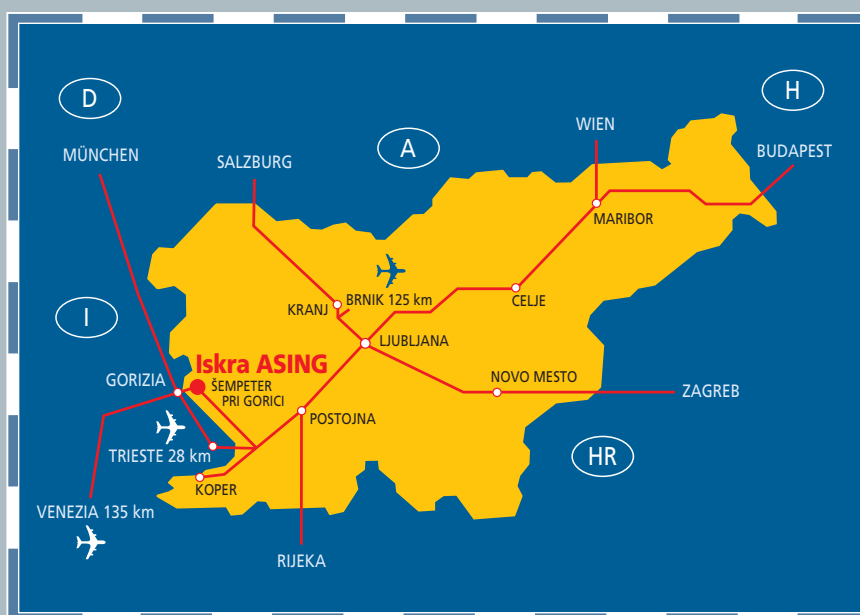 D
H
WIEN
A
MÜNCHEN
SALZBURG
BUDAPEST
MARIBOR
BRNIK 125 km
CELJE
KRANJ
I
LJUBLJANA
Iskra ASING
GORIZIA
ŠEMPETER
PRI GORICI
NOVO MESTO
ZAGREB
POSTOJNA
TRIESTE 28 km
HR
KOPER
VENEZIA 135 km
RIJEKA